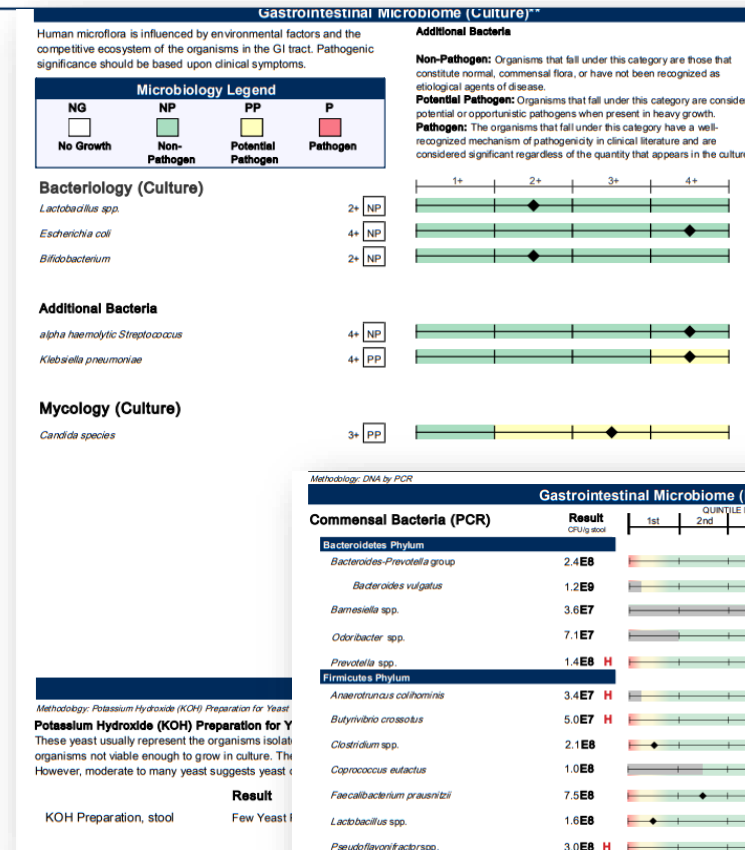 Gastrointestinal Microbiome (Culture)**
Human microflora is influenced by environmental factors and the
competitive ecosystem of the organisms in the GI tract. Pathogenic
significance should be based upon clinical symptoms.
Microbiology Legend
NG NP PP P
No Growth Non-Pathogen Potential Pathogen Pathogen
Additional Bacteria
Non-Pathogen: Organisms that fall under this category are those that
constitute normal, commensal flora, or have not been recognized as
etiological agents of disease.
Potential Pathogen: Organisms that fall under this category are
potential or opportunistic pathogens when present in heavy growth.
Pathogen: The organisms that fall under this category have a well-
recognized mechanism of pathogenicity in clinical literature and are
considered significant regardless of the quantity that appears in the
Bacteriology (Culture)
1+ 2+ 3+ 4+
Lactobacillus spp. 2+ NP
Escherichia coli 4+ NP
Bifidobacterium 2+ NP
Additional Bacteria
alpha haemolytic Streptococcus 4+ NP
Klebsiella pneumoniae 4+ PP
Mycology (Culture)
Candida species 3+ PP
Methodology: Potassium Hydroxide (KOH) Preparation for Yeast
Potassium Hydroxide (KOH) Preparation for Y
These yeast usually represent the organisms
organisms not viable enough to grow in culture.
However, moderate to many yeast suggests yeast
Result
KOH Preparation, stool Few Yeast
Methodology: DNA by PCR
Gastrointestinal Microbiome (
Commensal Bacteria (PCR) Result
CFU/g stool
QUINTILE
1st 2nd
Bacteroidetes Phylum
Bacteroides-Prevotella group 2.4E8
Bacteroides vulgatus 1.2E9
Barnesiella spp. 3.6E7
Odoribacter spp. 7.1E7
Prevotella spp. 1.4E8 H
Firmicutes Phylum
Anaerotruncus colihominis 3.4E7 H
Butyrivibrio crossotus 5.0E7 H
Clostridium spp. 2.1E8
Coprococcus eutactus 1.0E8
Faecalibacterium prausnitzii 7.5E8
Lactobacillus spp. 1.6E8
Pseudoflavonifractor spp. 3.0E8 H